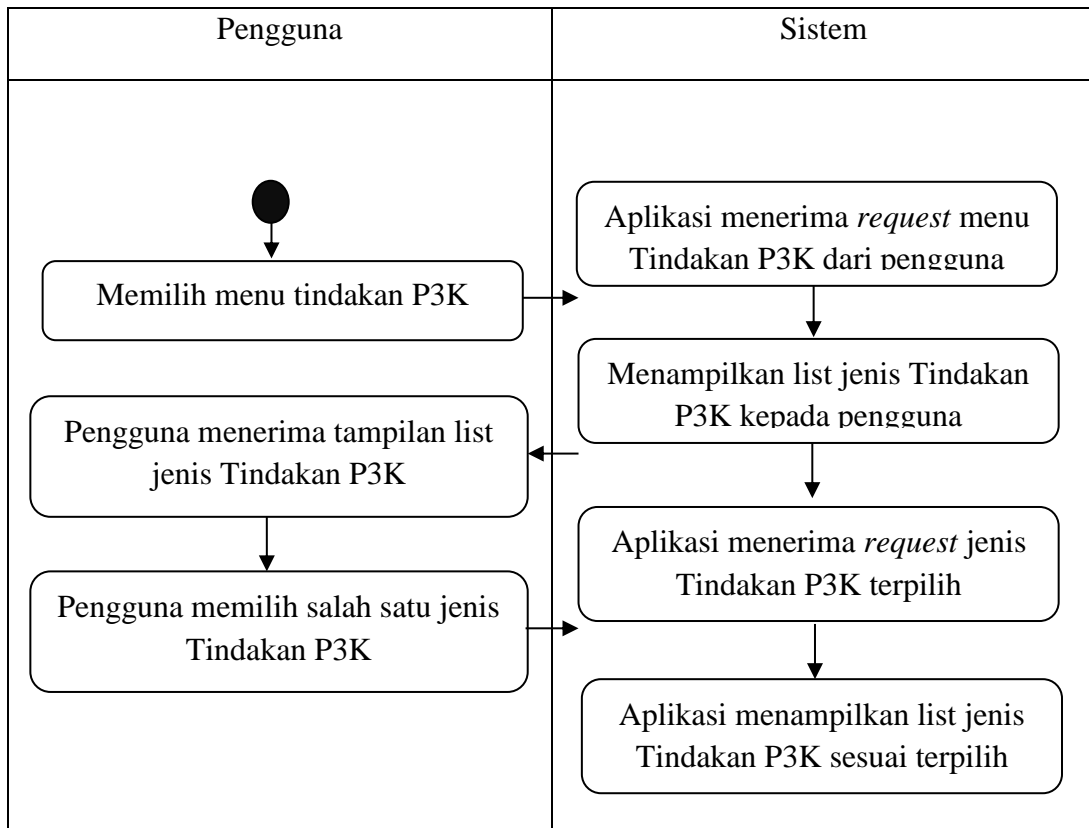 Pengguna
Sistem
Aplikasi menerima request menu
Tindakan P3K dari pengguna
Memilih menu tindakan P3K
Menampilkan list jenis Tindakan
P3K kepada pengguna
Pengguna menerima tampilan list
jenis Tindakan P3K
Aplikasi menerima request jenis
Tindakan P3K terpilih
Pengguna memilih salah satu jenis
Tindakan P3K
Aplikasi menampilkan list jenis
Tindakan P3K sesuai terpilih